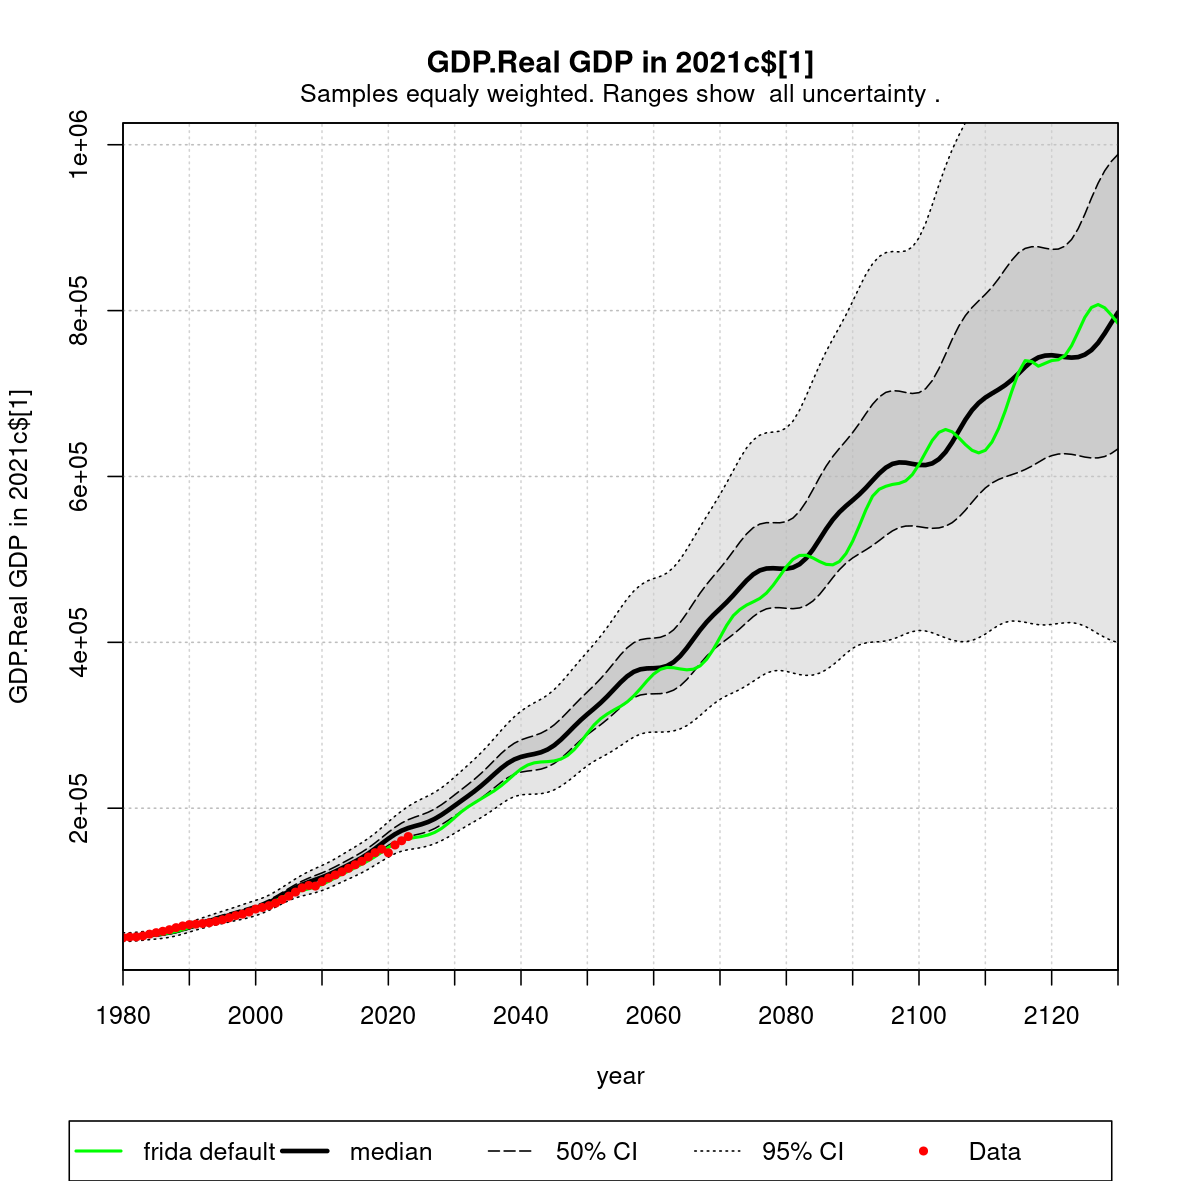 GDP.Real GDP in 2021c$[1]
Samples equaly weighted. Ranges show  all uncertainty .
GDP.Real GDP in 2021c$[1]
1e+06
8e+05
6e+05
4e+05
2e+05
1980 2000 2020 2040 2060 2080 2100 2120
year
frida default median 50% CI 95% CI Data